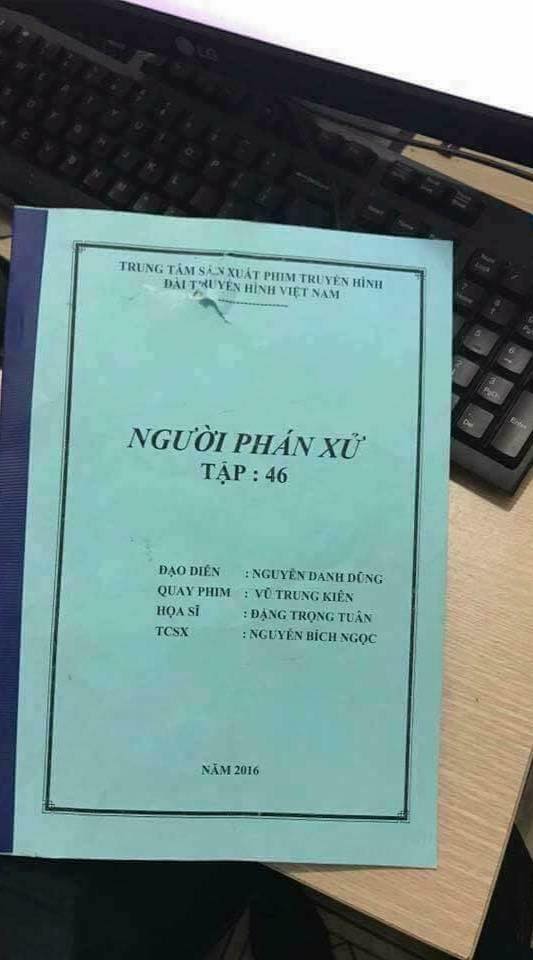 LG
TRUNG TÂM SẢN XUẤT PHIM TRUYỀN HÌNH
ĐÀI TRUYỀN HÌNH VIỆT NAM
NGƯỜI PHÁN XỬ
TẬP : 46
ĐẠO DIỄN : NGUYỄN DANH DŨNG
QUAY PHIM : VŨ TRUNG KIÊN
HỌA SĨ : ĐẶNG TRỌNG TUÂN
TCSX : NGUYỄN BÍCH NGỌC
NĂM 2016